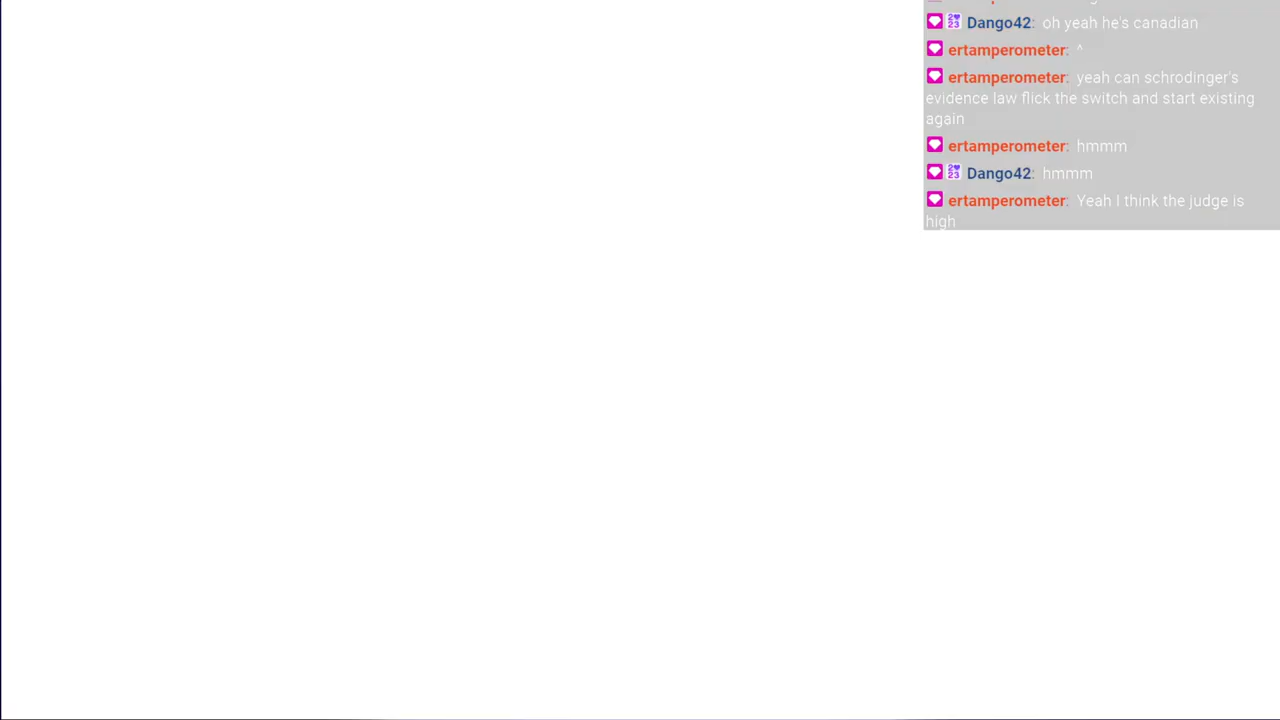 Dango42: oh yeah he's canadian
ertamperometer: ^
ertamperometer: yeah can schrodinger's
evidence law flick the switch and start existing
again
ertamperometer: hmmm
Dango42: hmmm
ertamperometer: Yeah I think the judge is
high